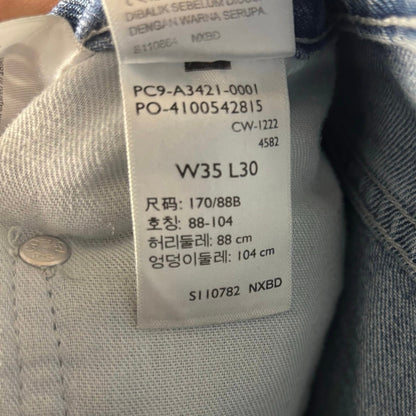 DIBALIK SEBELUM
DENGAN WARNA SERUPA.
S110884 NXBD
PC9-A3421-0001
PO-4100542815
CW-1222
4582
W35 L30
尺码: 170/88B
호칭: 88-104
허리둘레: 88 cm
엉덩이둘레: 104 cm
S110782 NXBD